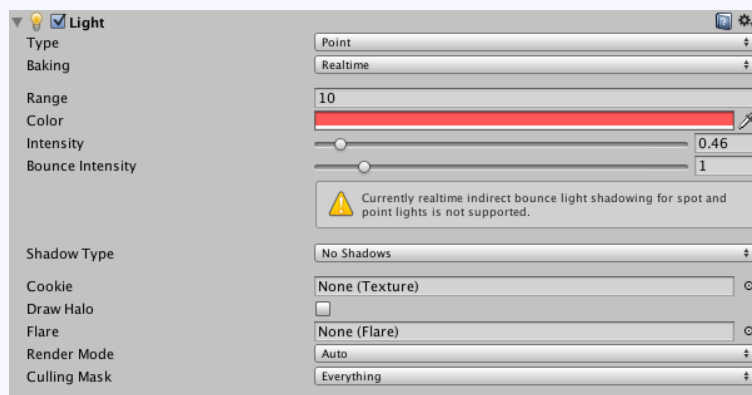 Light
Type Point
Baking Realtime
Range 10
Color
Intensity 0.46
Bounce Intensity 1
Currently realtime indirect bounce light shadowing for spot and
point lights is not supported.
Shadow Type No Shadows
Cookie None (Texture)
Draw Halo
Flare None (Flare)
Render Mode Auto
Culling Mask Everything